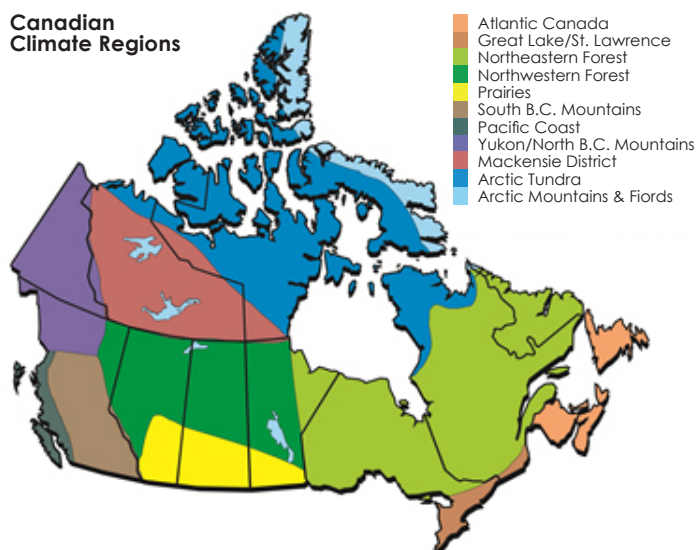 Canadian
Climate Regions
Atlantic Canada
Great Lake/St. Lawrence
Northeastern Forest
Northwestern Forest
Prairies
South B.C. Mountains
Pacific Coast
Yukon/North B.C. Mountains
Mackensie District
Arctic Tundra
Arctic Mountains & Fiords